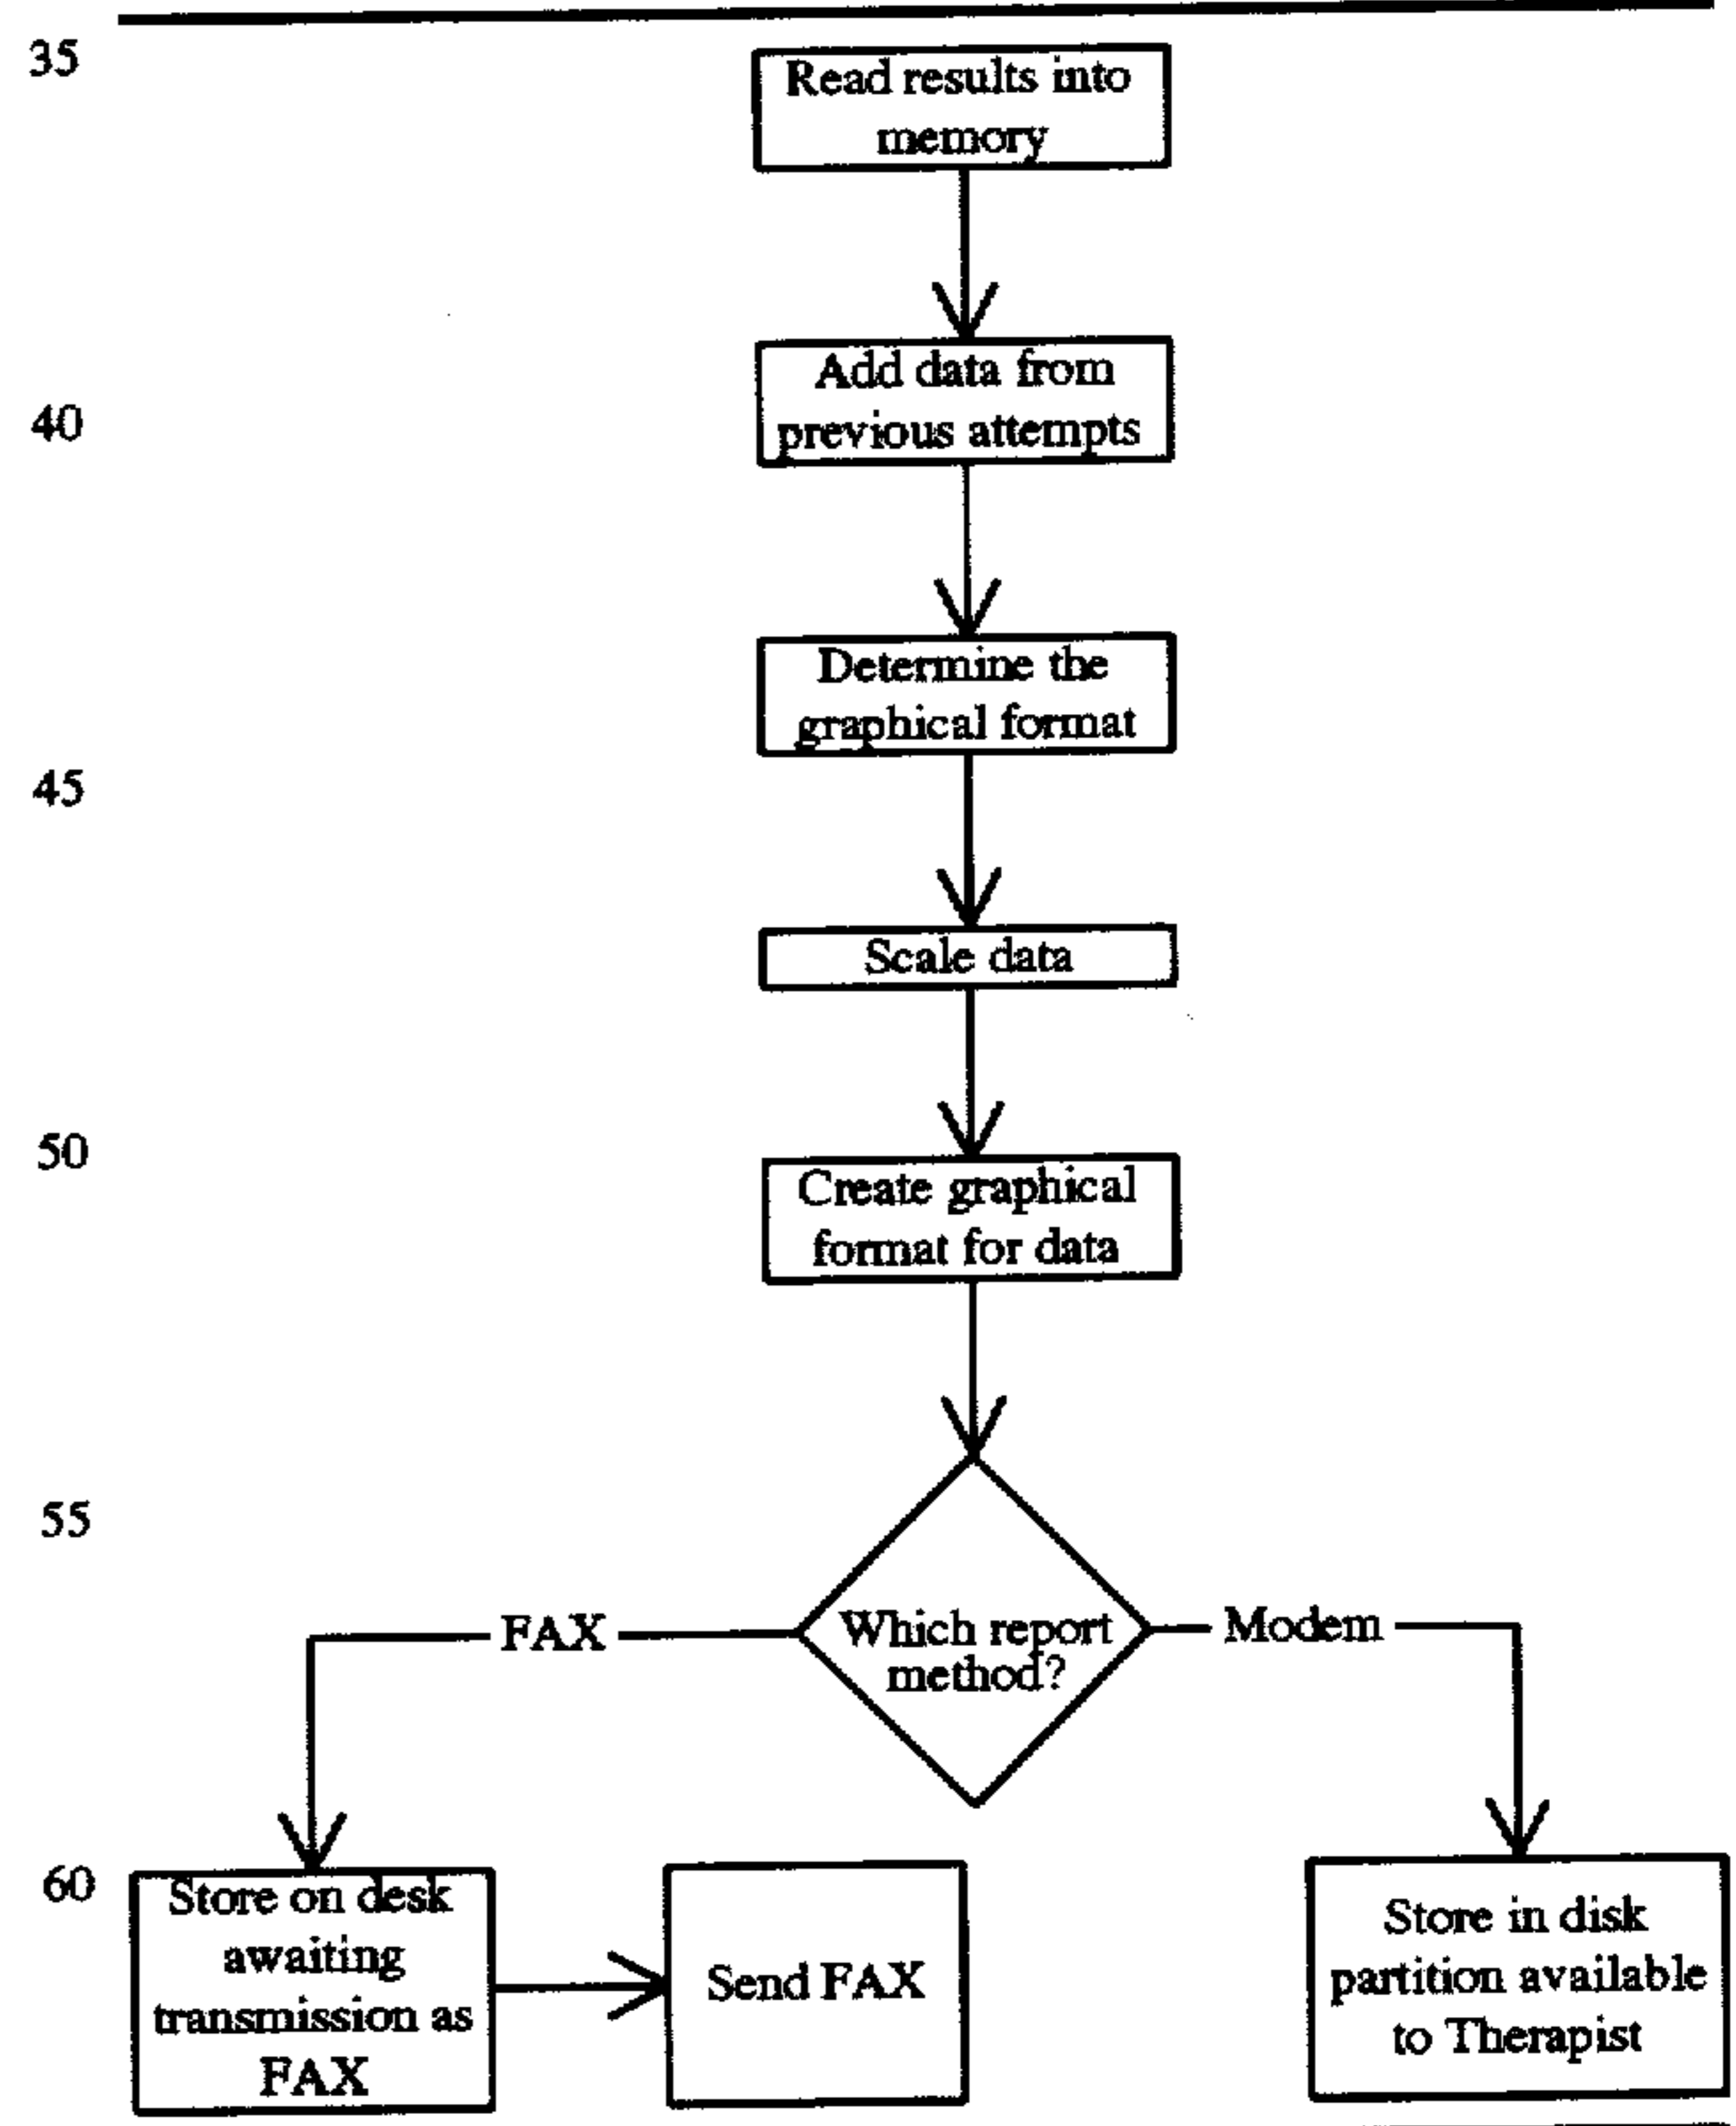 35
Read results into
memory
Add data from
40
previous attempts
Determine the
graphical format
45
Scale data
50
Create graphical
format for data
55
FAX
Which report
method?
Modem
60
Store on desk
awaiting
transmission as
FAX
Send FAX
Store in disk
partition available
to Therapist